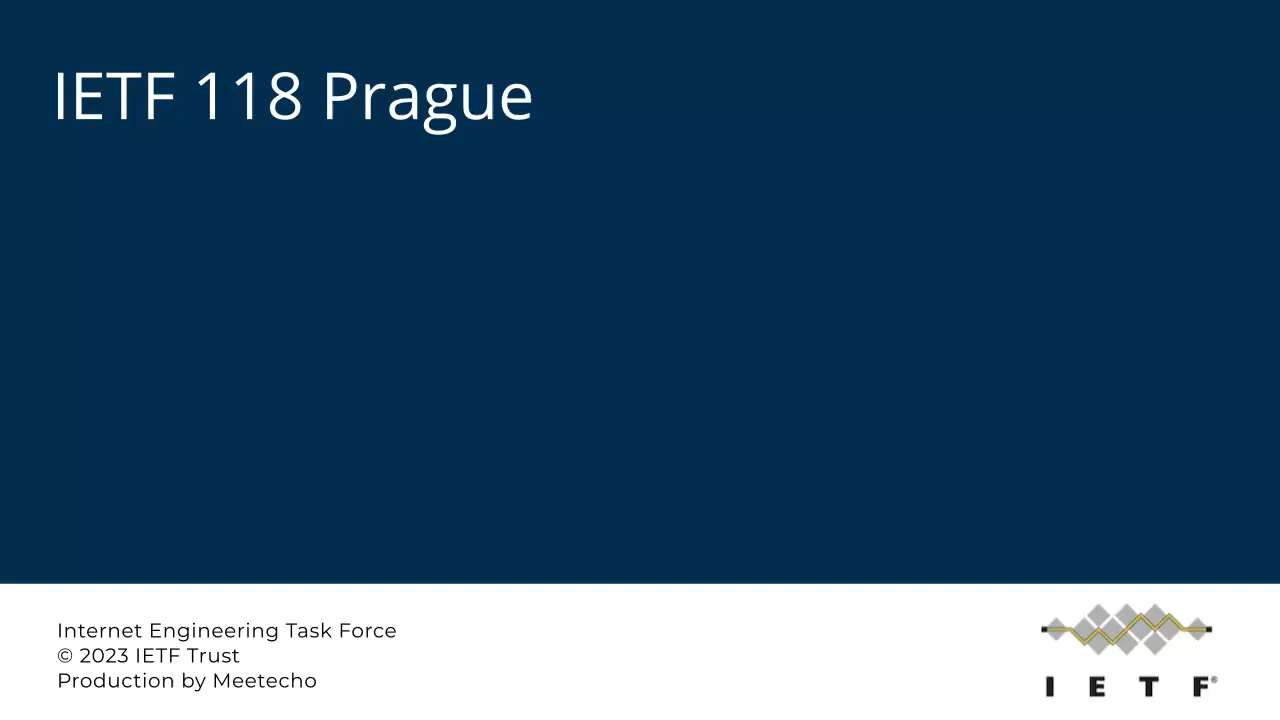 IETF 118 Prague
Internet Engineering Task Force
© 2023 IETF Trust
Production by Meetecho
I E T F®